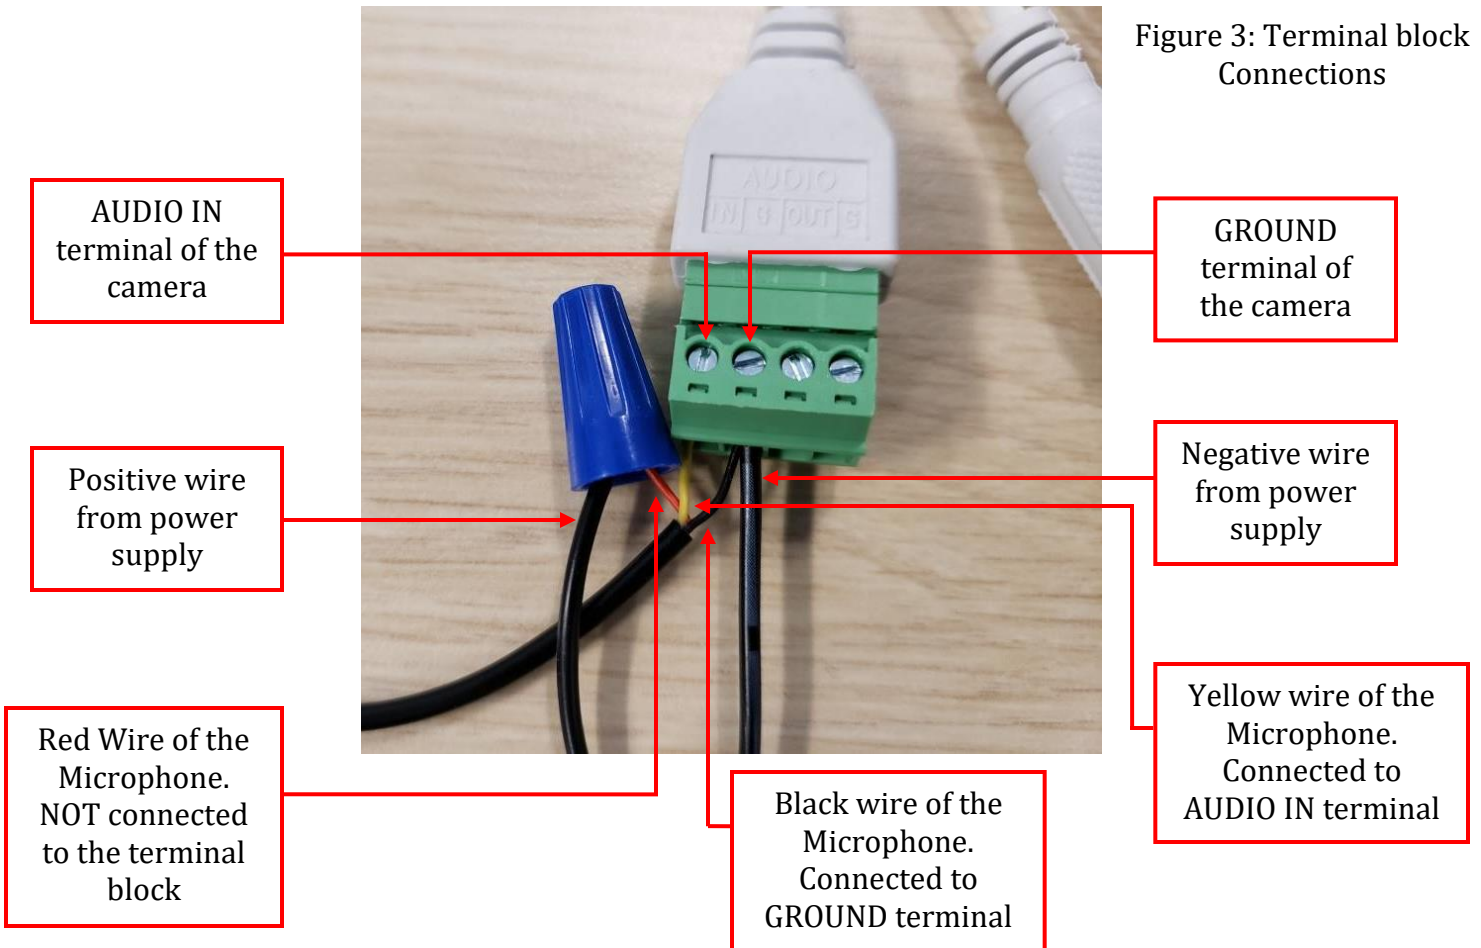 Figure 3: Terminal block
Connections
AUDIO IN
terminal of the
camera
AUDIO
IN G OUT G
GROUND
terminal of
the camera
Positive wire
from power
supply
Negative wire
from power
supply
Red Wire of the
Microphone.
NOT connected
to the terminal
block
Black wire of the
Microphone.
Connected to
GROUND terminal
Yellow wire of the
Microphone.
Connected to
AUDIO IN terminal